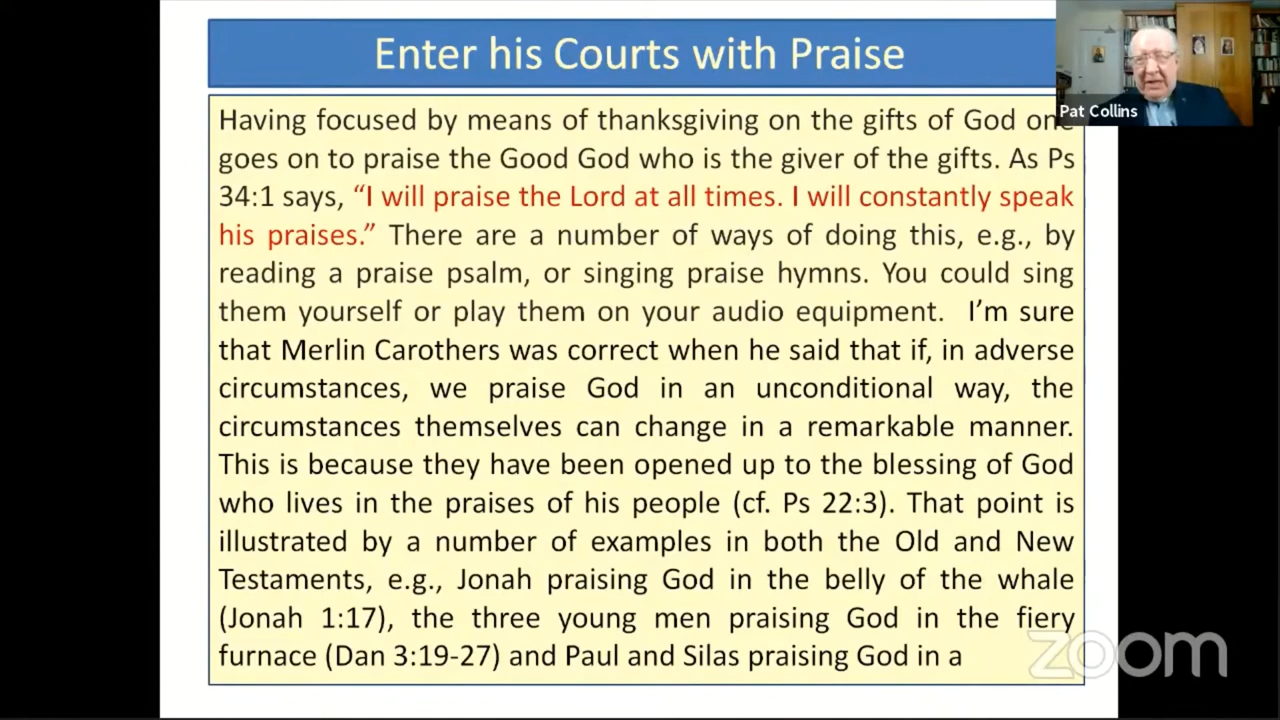 Enter his Courts with Praise
Pat Collins
Having focused by means of thanksgiving on the gifts of God one
goes on to praise the Good God who is the giver of the gifts. As Ps
34:1 says, “I will praise the Lord at all times. I will constantly speak
his praises.” There are a number of ways of doing this, e.g., by
reading a praise psalm, or singing praise hymns. You could sing
them yourself or play them on your audio equipment. I’m sure
that Merlin Carothers was correct when he said that if, in adverse
circumstances, we praise God in an unconditional way, the
circumstances themselves can change in a remarkable manner.
This is because they have been opened up to the blessing of God
who lives in the praises of his people (cf. Ps 22:3). That point is
illustrated by a number of examples in both the Old and New
Testaments, e.g., Jonah praising God in the belly of the whale
(Jonah 1:17), the three young men praising God in the fiery
furnace (Dan 3:19-27) and Paul and Silas praising God in a
zoom